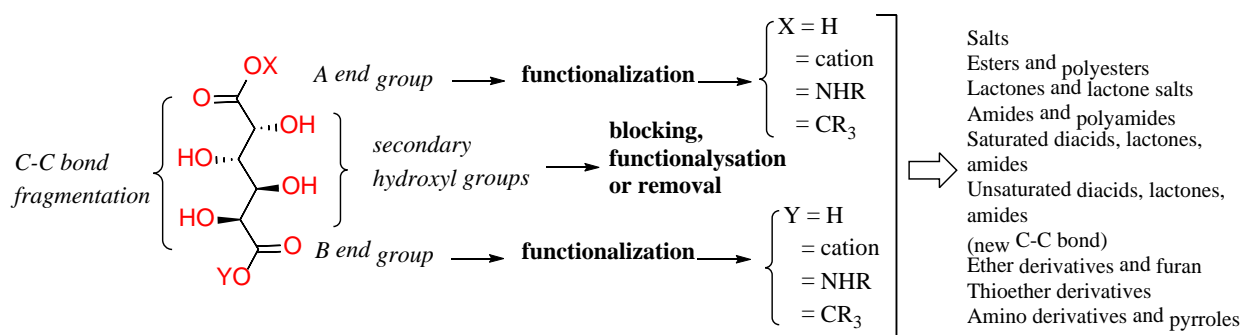 OX
O
OH
HO
OH
HO
O
YO
C-C bond
fragmentation
A end group
functionalization
X = H
= cation
= NHR
= CR3
secondary
hydroxyl groups
blocking,
functionalysation
or removal
B end group
functionalization
Y = H
= cation
= NHR
= CR3
Salts
Esters and polyesters
Lactones and lactone salts
Amides and polyamides
Saturated diacids, lactones,
amides
Unsaturated diacids, lactones,
amides
(new C-C bond)
Ether derivatives and furan
Thioether derivatives
Amino derivatives and pyrroles